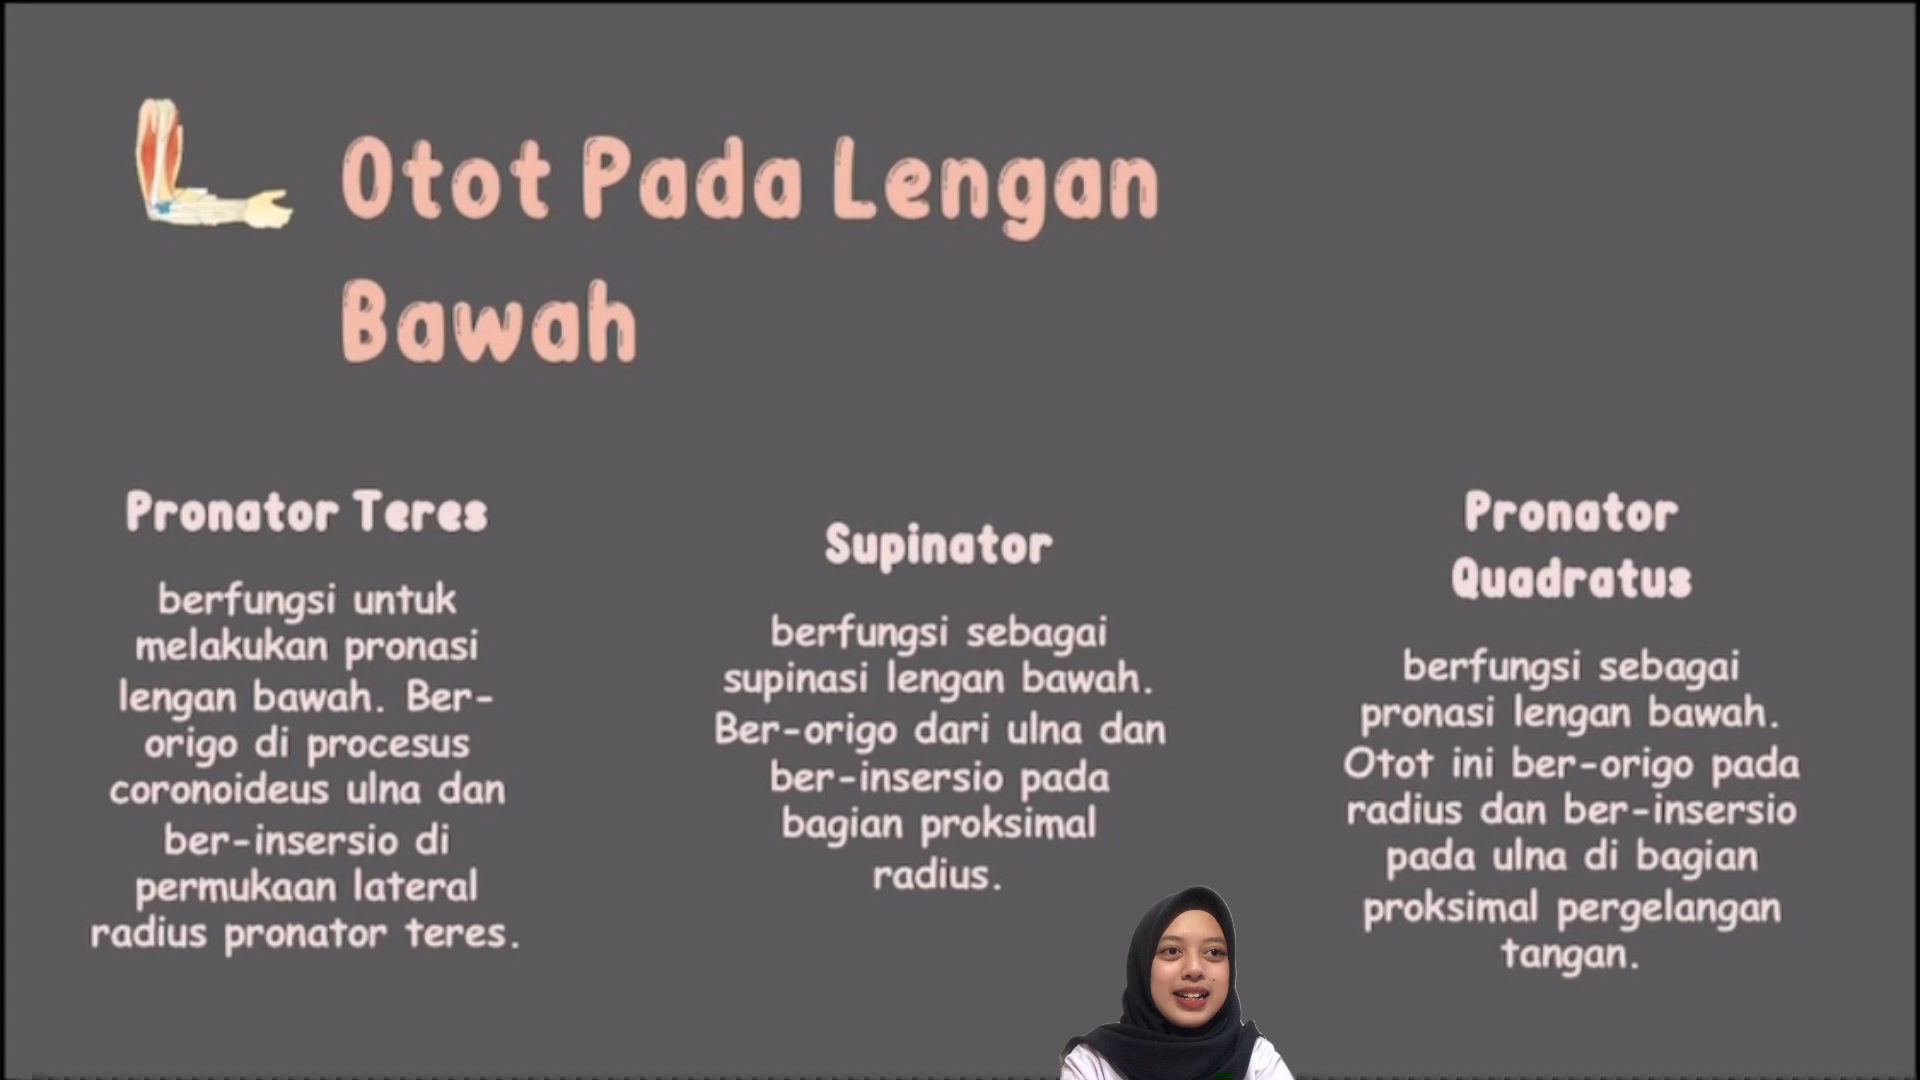 Otot Pada Lengan
Bawah
Pronator Teres
berfungsi untuk
melakukan pronasi
lengan bawah. Ber-
origo di procesus
coronoideus ulna dan
ber-insersio di
permukaan lateral
radius pronator teres.
Supinator
berfungsi sebagai
supinasi lengan bawah.
Ber-origo dari ulna dan
ber-insersio pada
bagian proksimal
radius.
Pronator
Quadratus
berfungsi sebagai
pronasi lengan bawah.
Otot ini ber-origo pada
radius dan ber-insersio
pada ulna di bagian
proksimal pergelangan
tangan.